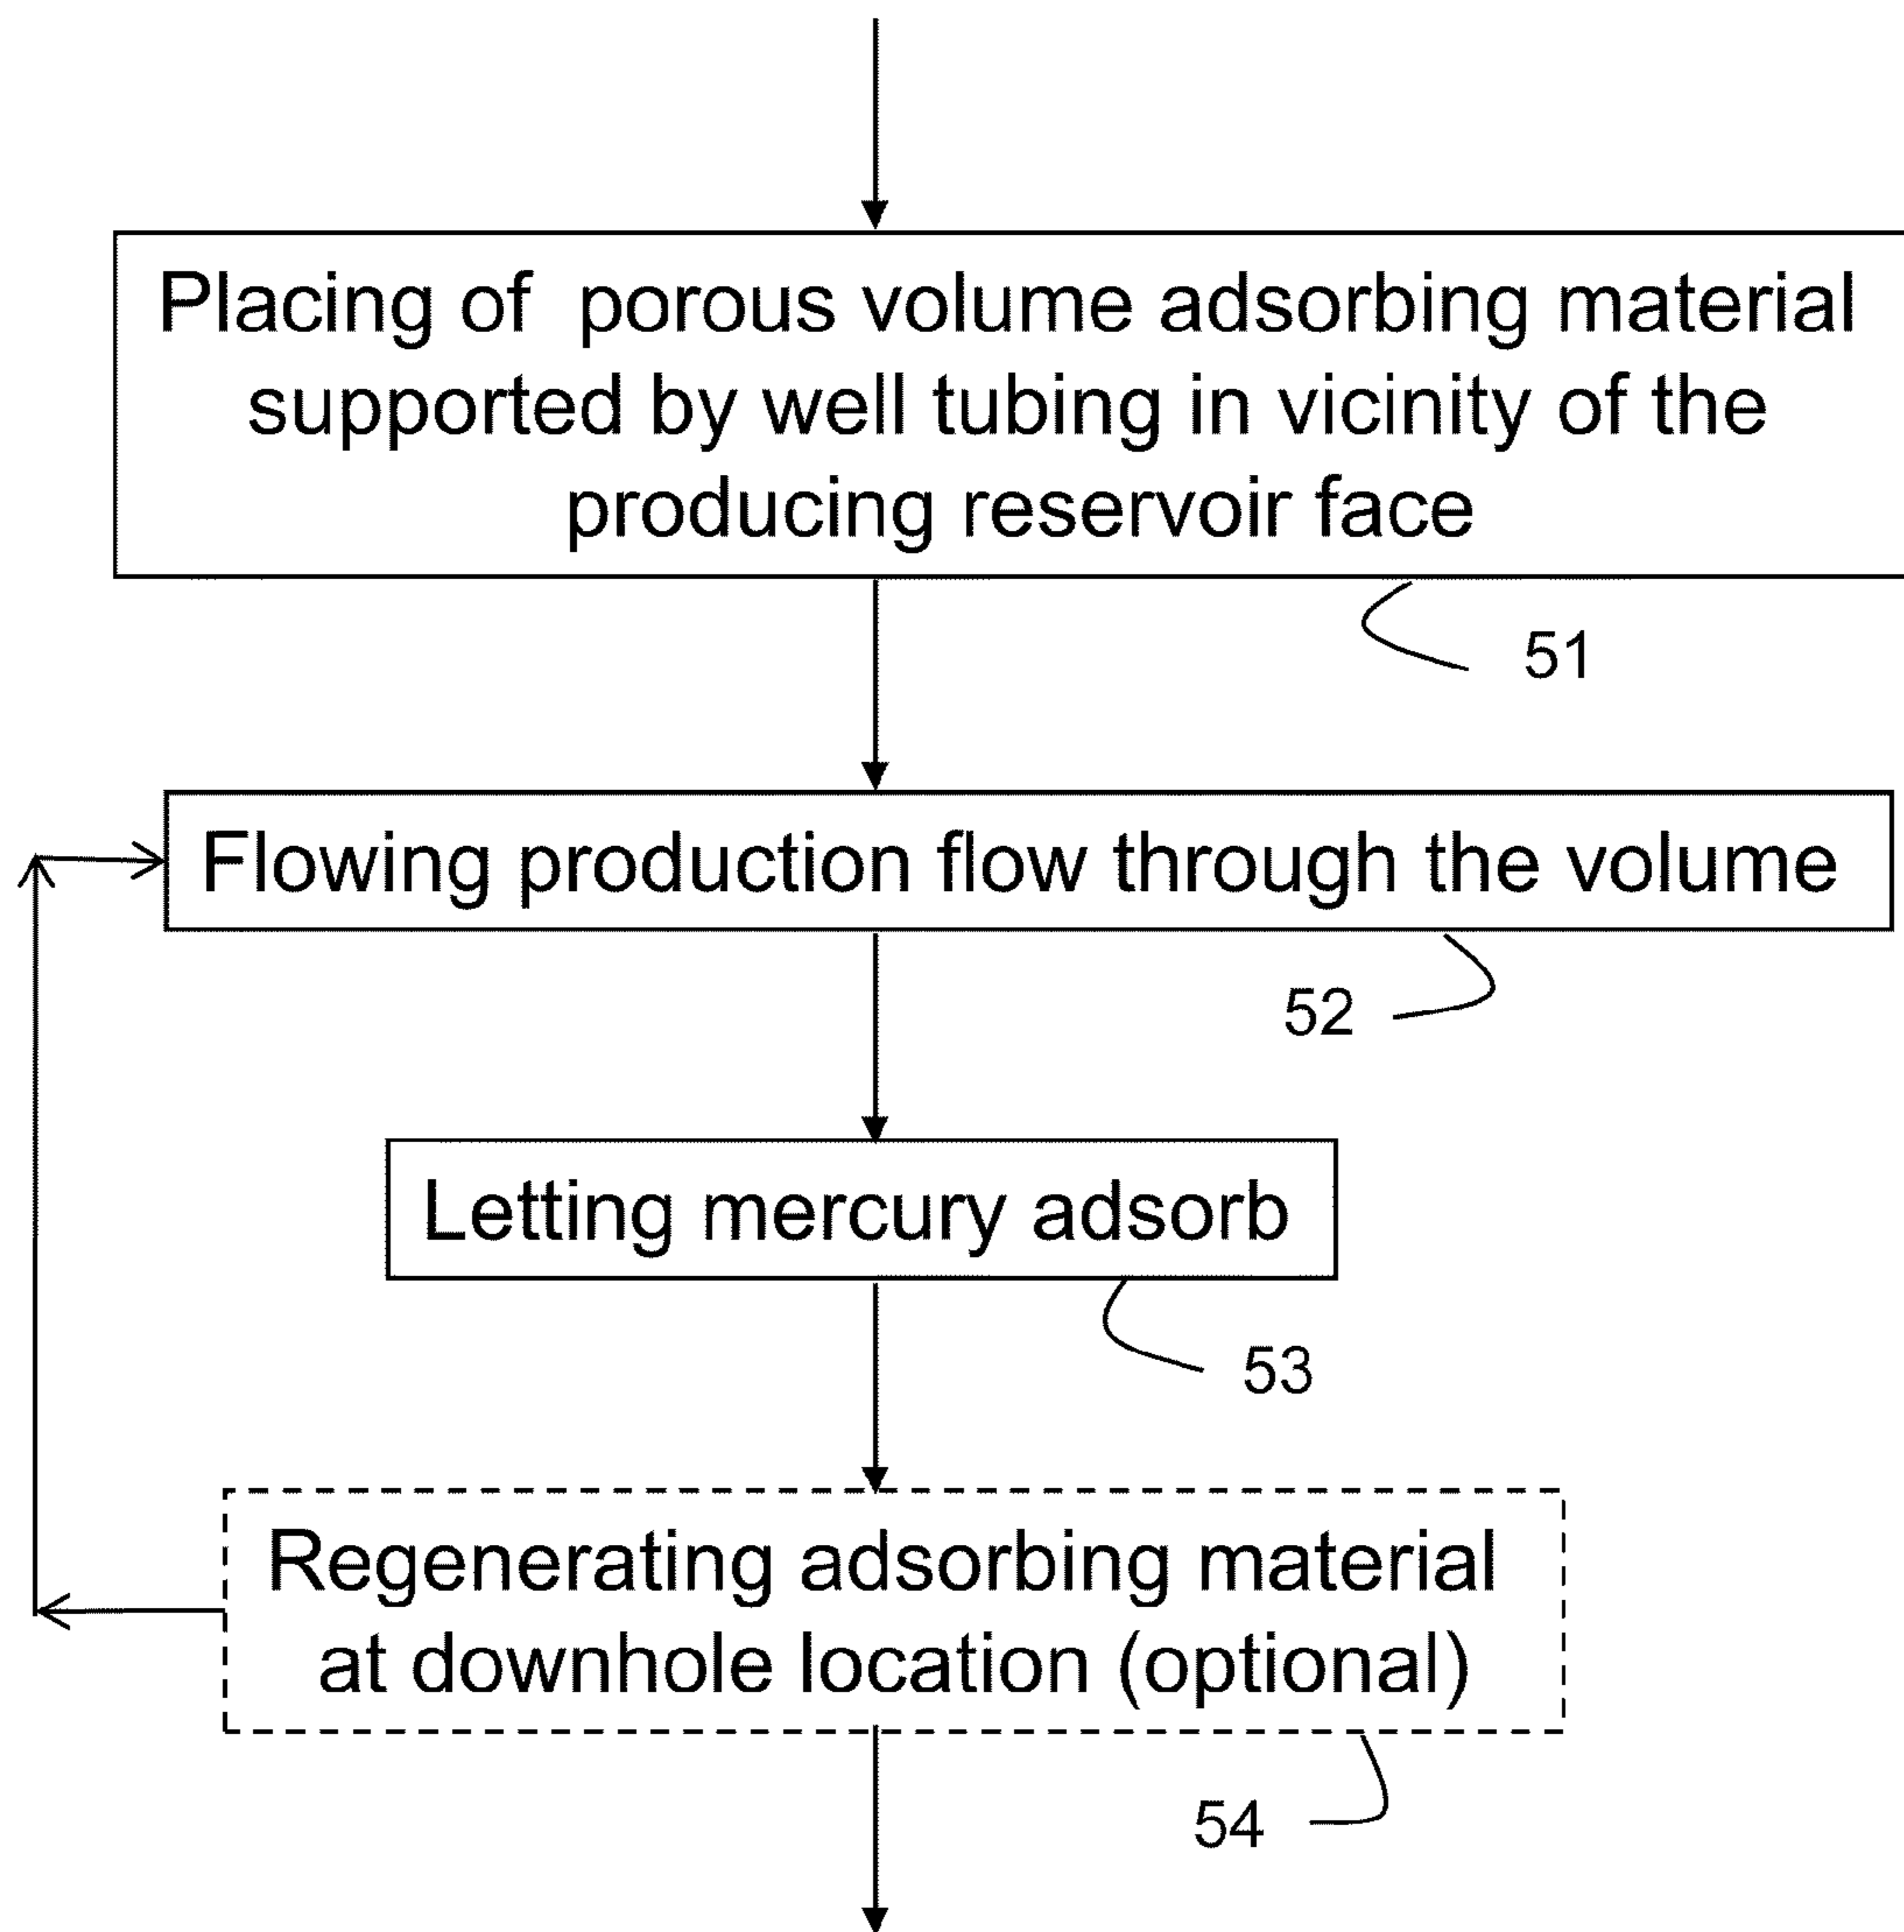 Placing of porous volume adsorbing material
supported by well tubing in vicinity of the
producing reservoir face
51
Flowing production flow through the volume
52
Letting mercury adsorb
53
Regenerating adsorbing material
at downhole location (optional)
54